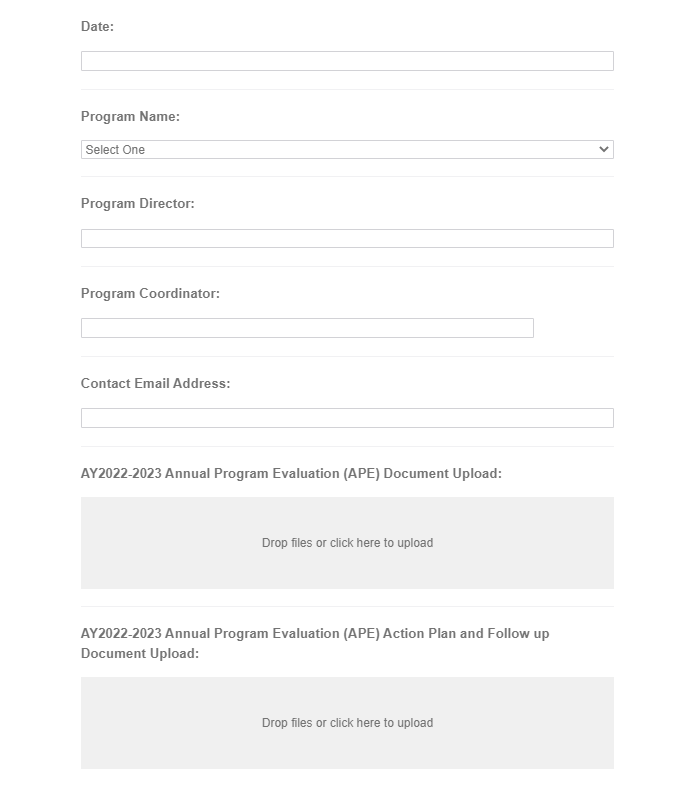 Date:
Program Name:
Select One
Program Director:
Program Coordinator:
Contact Email Address:
AY2022-2023 Annual Program Evaluation (APE) Document Upload:
Drop files or click here to upload
AY2022-2023 Annual Program Evaluation (APE) Action Plan and Follow up
Document Upload:
Drop files or click here to upload